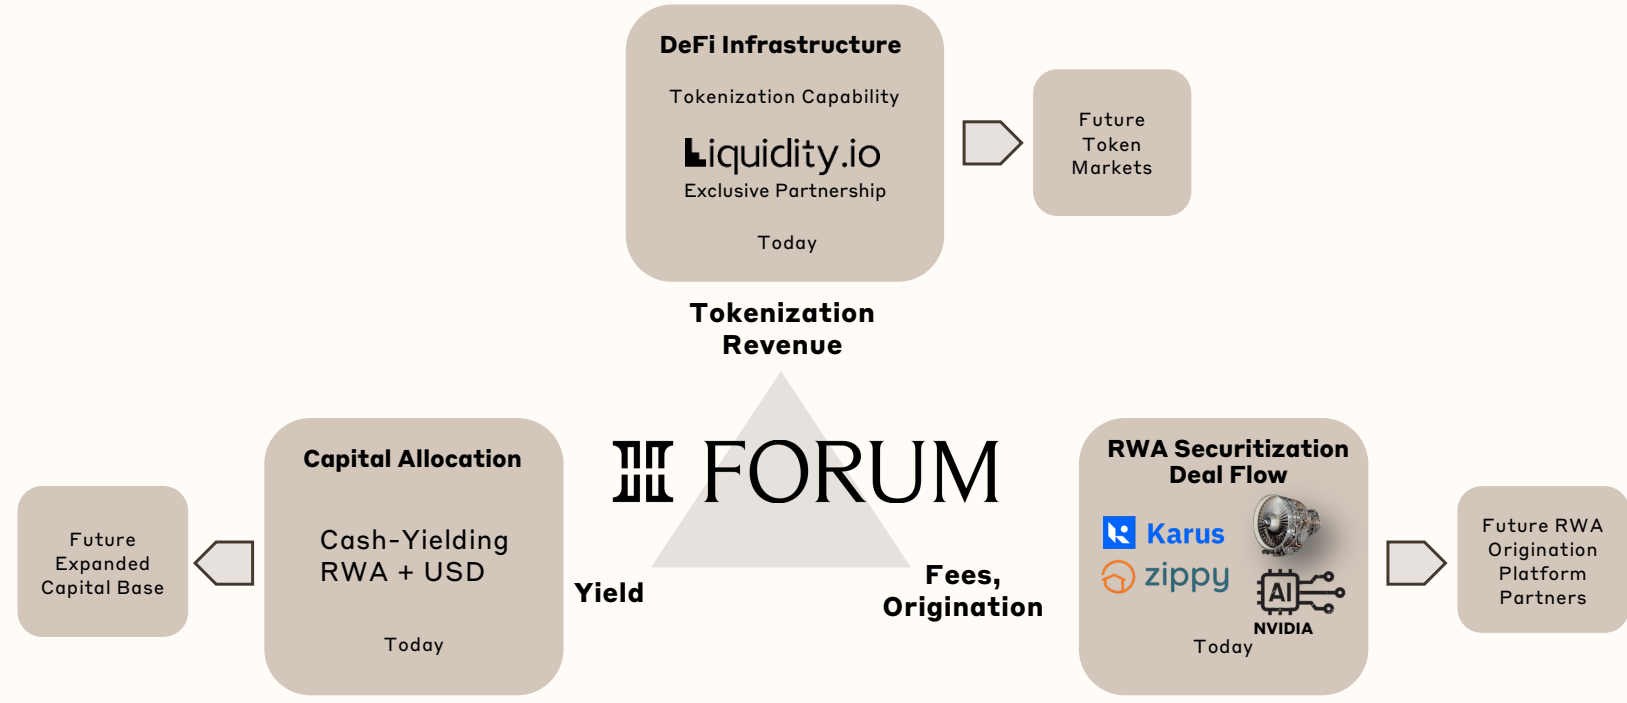 DeFi Infrastructure
Tokenization Capability
Liquidity.io
Exclusive Partnership
Today
Future
Token
Markets
Tokenization
Revenue
FORUM
Capital Allocation
Cash-Yielding
RWA + USD
Today
Future
Expanded
Capital Base
Yield
Fees,
Origination
RWA Securitization
Deal Flow
Karus
zippy
AI
NVIDIA
Today
Future RWA
Origination
Platform
Partners